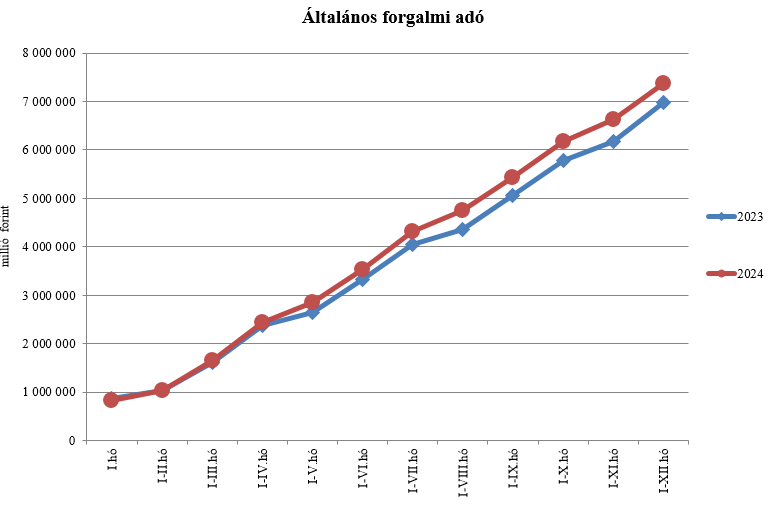 Általános forgalmi adó
millió forint
8 000 000
7 000 000
6 000 000
5 000 000
4 000 000
3 000 000
2 000 000
1 000 000
0
I.hó
I-II.hó
I-III.hó
I-IV.hó
I-V.hó
I-VI.hó
I-VII.hó
I-VIII.hó
I-IX.hó
I-X.hó
I-XI.hó
I-XII.hó
2023
2024